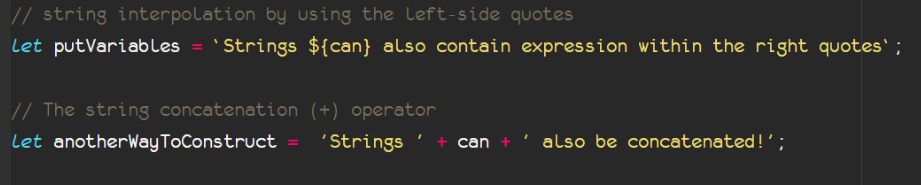 // string interpolation by using the left-side quotes
let putVariables = `Strings ${can} also contain expression within the right quotes`;
// The string concatenation (+) operator
let anotherWayToConstruct =  'Strings ' + can + ' also be concatenated!';